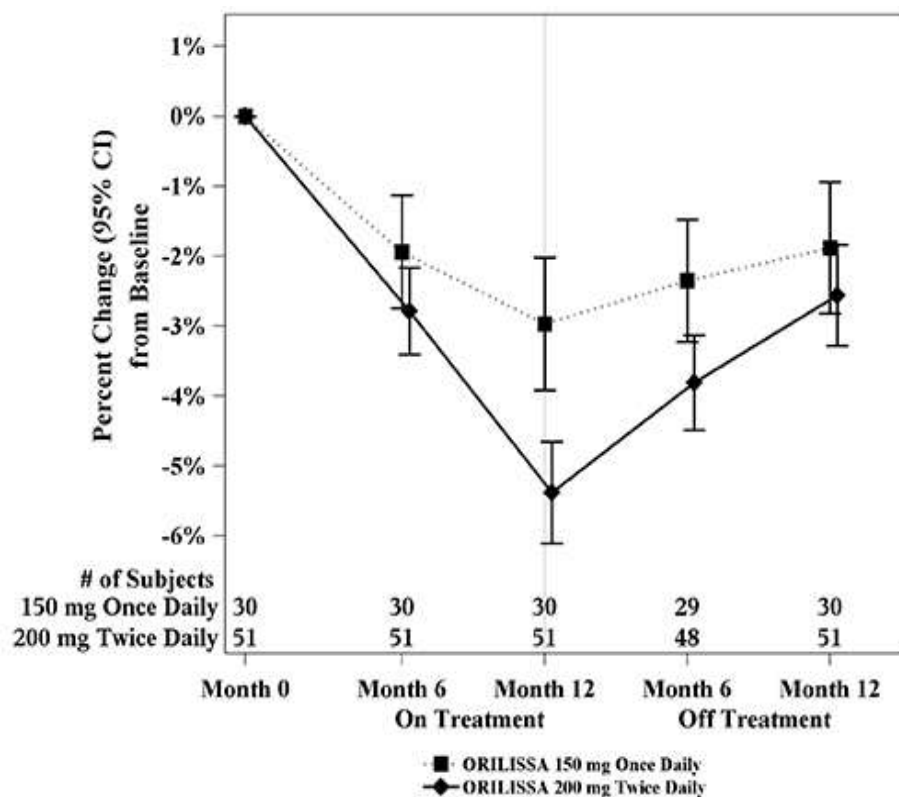 Percent Change (95% CI)
from Baseline
1%
0%
-1%
-2%
-3%
-4%
-5%
-6%
# of Subjects
150 mg Once Daily 30 30 30 29 30
200 mg Twice Daily 51 51 51 48 51
Month 0 Month 6 Month 12 Month 6 Month 12
On Treatment Off Treatment
ORILISSA 150 mg Once Daily
ORILISSA 200 mg Twice Daily